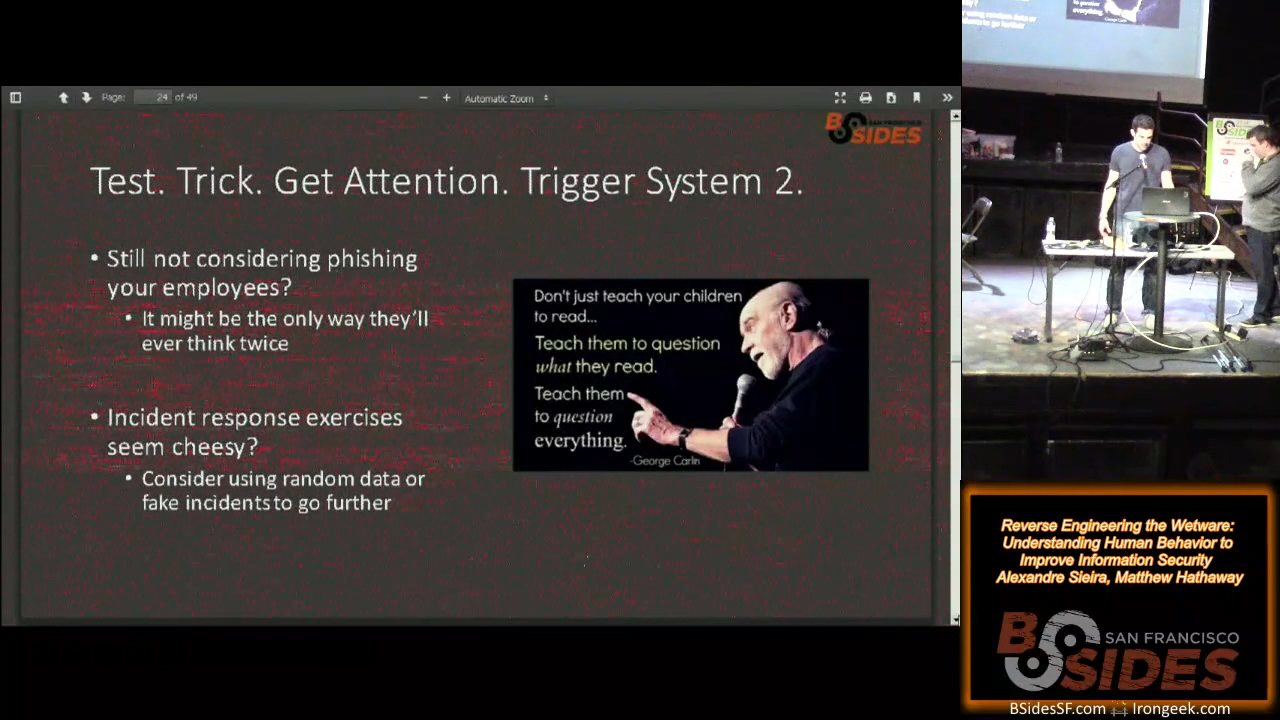 Page:
24
of 49
Automatic Zoom
BSIDES
SAN FRANCISCO
Test. Trick. Get Attention. Trigger System 2.
• Still not considering phishing
your employees?
• It might be the only way they'll
ever think twice
• Incident response exercises
seem cheesy?
• Consider using random data or
fake incidents to go further
Don't just teach your children
to read...
Teach them to question
what they read.
Teach them
to question
everything.
-George Carlin
to go further
Reverse Engineering the Wetware:
Understanding Human Behavior to
Improve Information Security
Alexandre Sieira, Matthew Hathaway
BSIDES
SAN FRANCISCO
BSidesSF.com
Irongeek.com